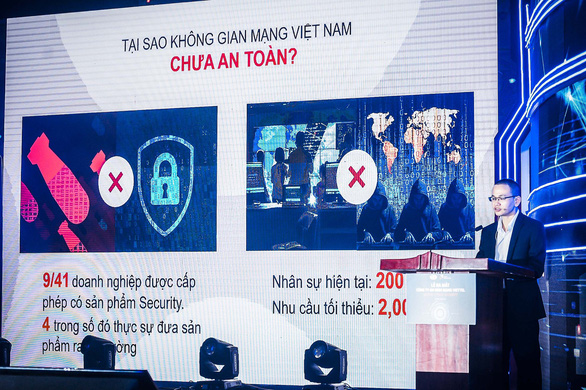 TẠI SAO KHÔNG GIAN MẠNG VIỆT NAM
CHƯA AN TOÀN?
9/41 doanh nghiệp được cấp
phép có sản phẩm Security.
4 trong số đó thực sự đưa sản
phẩm ra
Nhân sự hiện tại: 200
Nhu cầu tối thiểu: 2,00